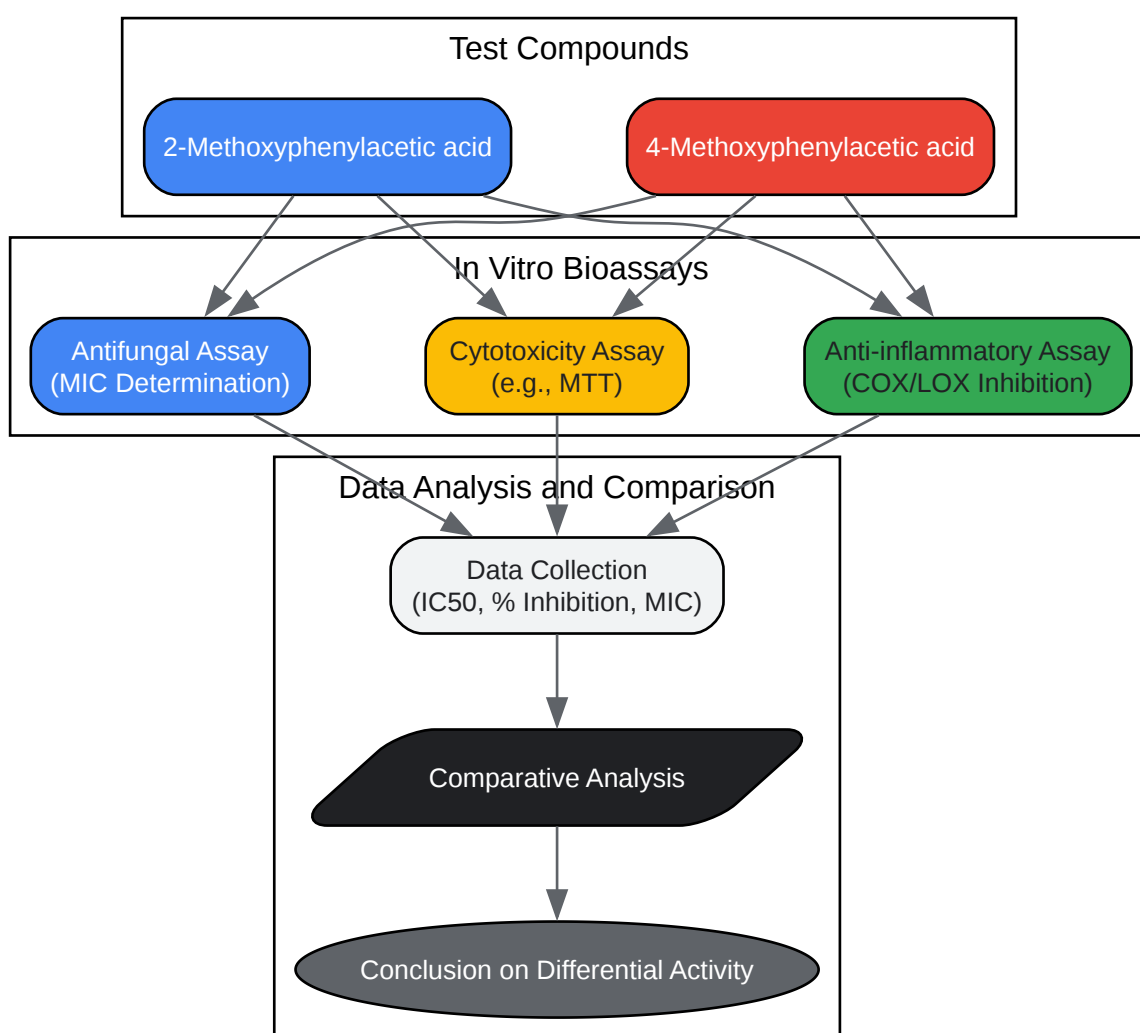 Test Compounds
2-Methoxyphenylacetic acid
4-Methoxyphenylacetic acid
In Vitro Bioassays
Antifungal Assay
(MIC Determination)
Cytotoxicity Assay
(e.g., MTT)
Anti-inflammatory Assay
(COX/LOX Inhibition)
Data Analysis and Comparison
Data Collection
(IC50, % Inhibition, MIC)
Comparative Analysis
Conclusion on Differential Activity